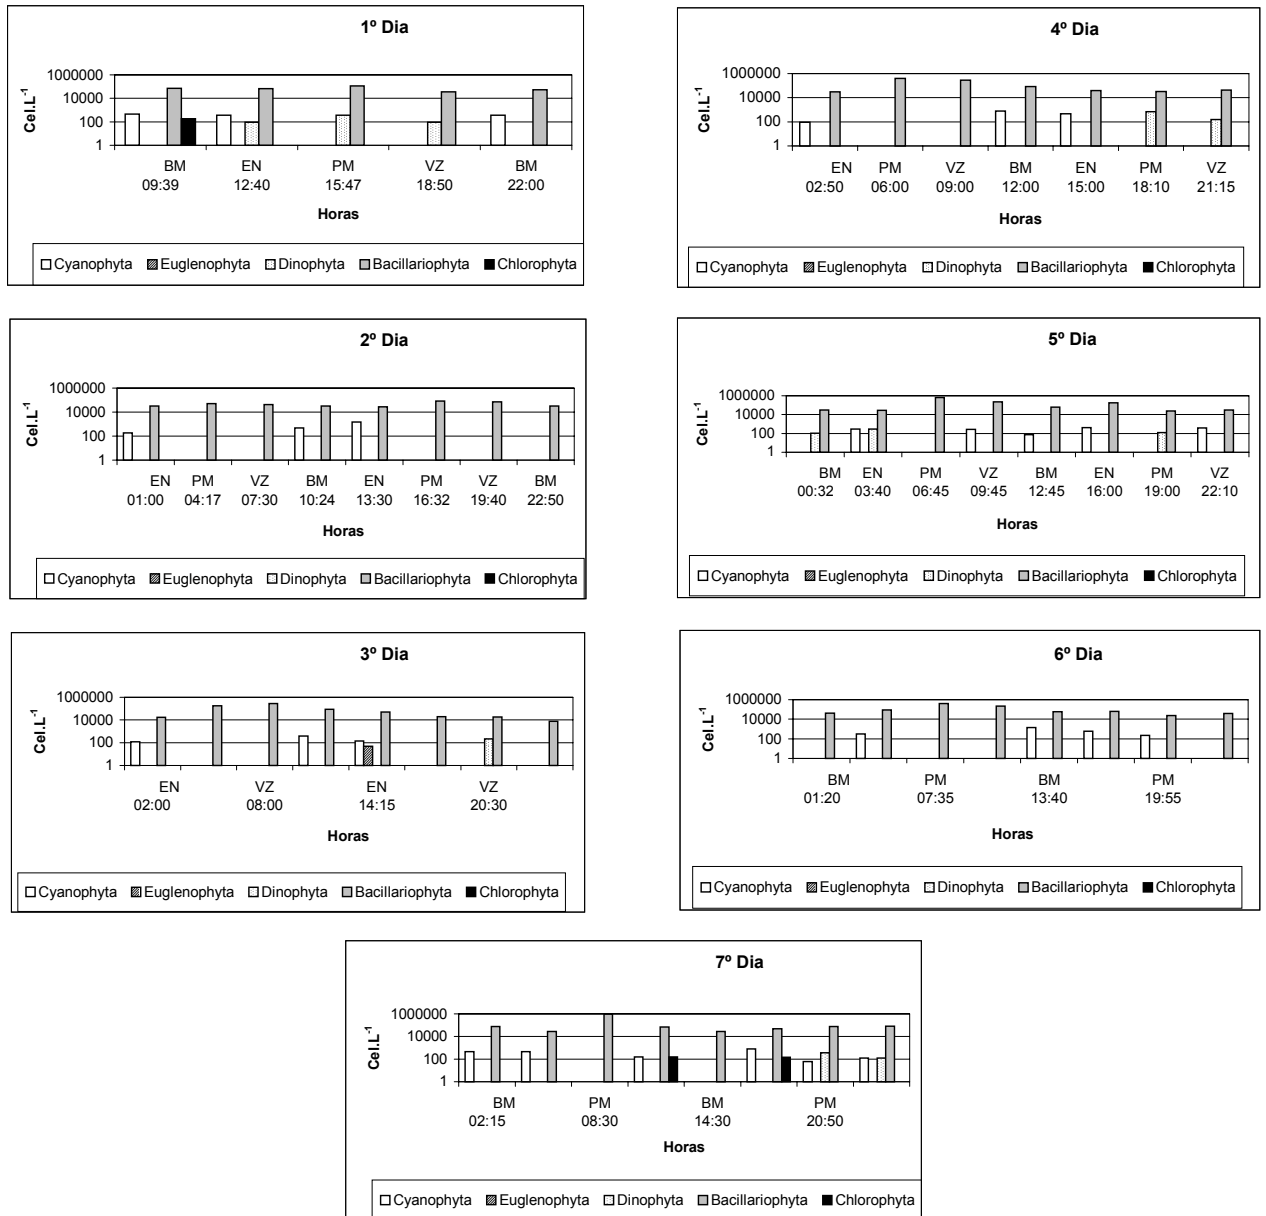 1º Dia
Cel.L-1
1000000
10000
100
1
BM EN PM VZ BM
09:39 12:40 15:47 18:50 22:00
Horas
Cyanophyta Euglenophyta Dinophyta Bacillariophyta Chlorophyta
4º Dia
Cel.L-1
1000000
10000
100
1
EN PM VZ BM EN PM VZ
02:50 06:00 09:00 12:00 15:00 18:10 21:15
Horas
Cyanophyta Euglenophyta Dinophyta Bacillariophyta Chlorophyta
2º Dia
Cel.L-1
1000000
10000
100
1
EN PM VZ BM EN PM VZ BM
01:00 04:17 07:30 10:24 13:30 16:32 19:40 22:50
Horas
Cyanophyta Euglenophyta Dinophyta Bacillariophyta Chlorophyta
5º Dia
Cel.L-1
1000000
10000
100
1
BM EN PM VZ BM EN PM VZ
00:32 03:40 06:45 09:45 12:45 16:00 19:00 22:10
Horas
Cyanophyta Euglenophyta Dinophyta Bacillariophyta Chlorophyta
3º Dia
Cel.L-1
1000000
10000
100
1
EN VZ EN VZ
02:00 08:00 14:15 20:30
Horas
Cyanophyta Euglenophyta Dinophyta Bacillariophyta Chlorophyta
6º Dia
Cel.L-1
1000000
10000
100
1
BM PM BM PM
01:20 07:35 13:40 19:55
Horas
Cyanophyta Euglenophyta Dinophyta Bacillariophyta Chlorophyta
7º Dia
Cel.L-1
1000000
10000
100
1
BM PM BM PM
02:15 08:30 14:30 20:50
Horas
Cyanophyta Euglenophyta Dinophyta Bacillariophyta Chlorophyta